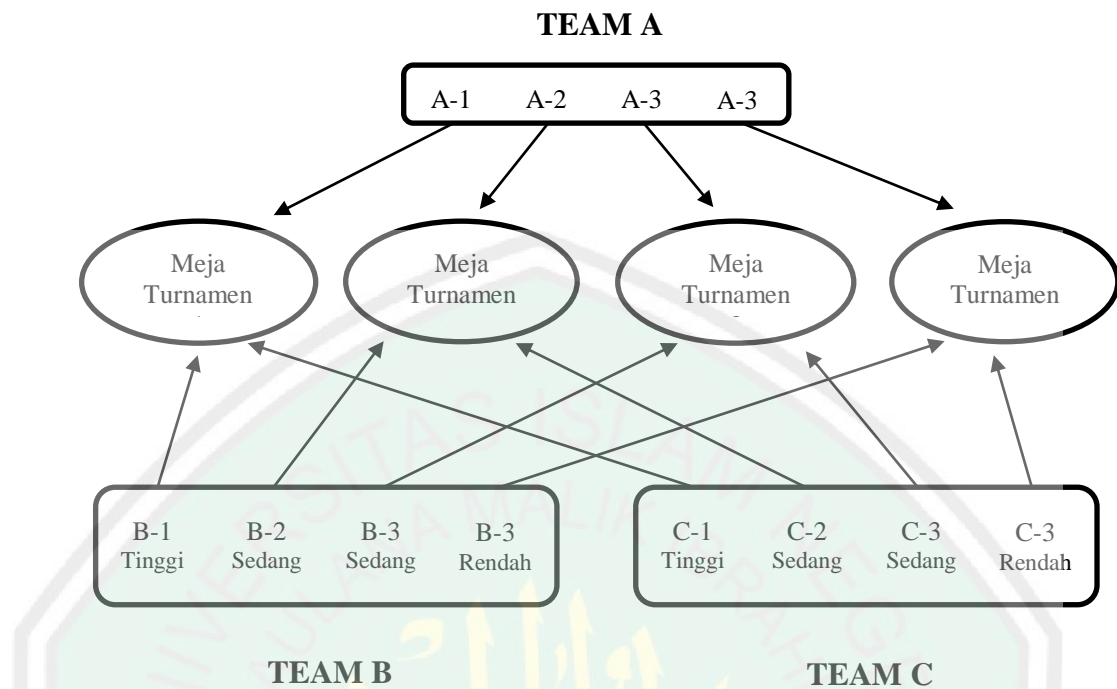 TEAM A
A-1 A-2 A-3 A-3
Meja
Turnamen
Meja
Turnamen
Meja
Turnamen
Meja
Turnamen
B-1 B-2 B-3 B-3
Tinggi Sedang Sedang Rendah
C-1 C-2 C-3 C-3
Tinggi Sedang Sedang Rendah
TEAM B
TEAM C